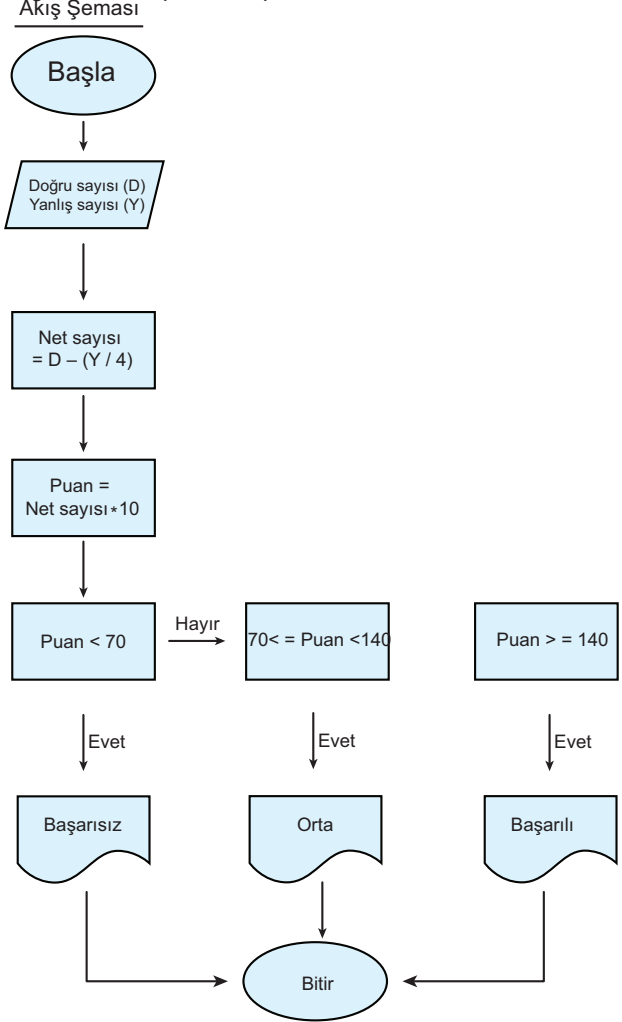 Akış Şeması
Başla
Doğru sayısı (D)
Yanlış sayısı (Y)
Net sayısı
= D – (Y / 4)
Puan =
Net sayısı*10
Puan < 70
Hayır
70< = Puan <140
Puan > = 140
Evet
Evet
Evet
Başarısız
Orta
Başarılı
Bitir